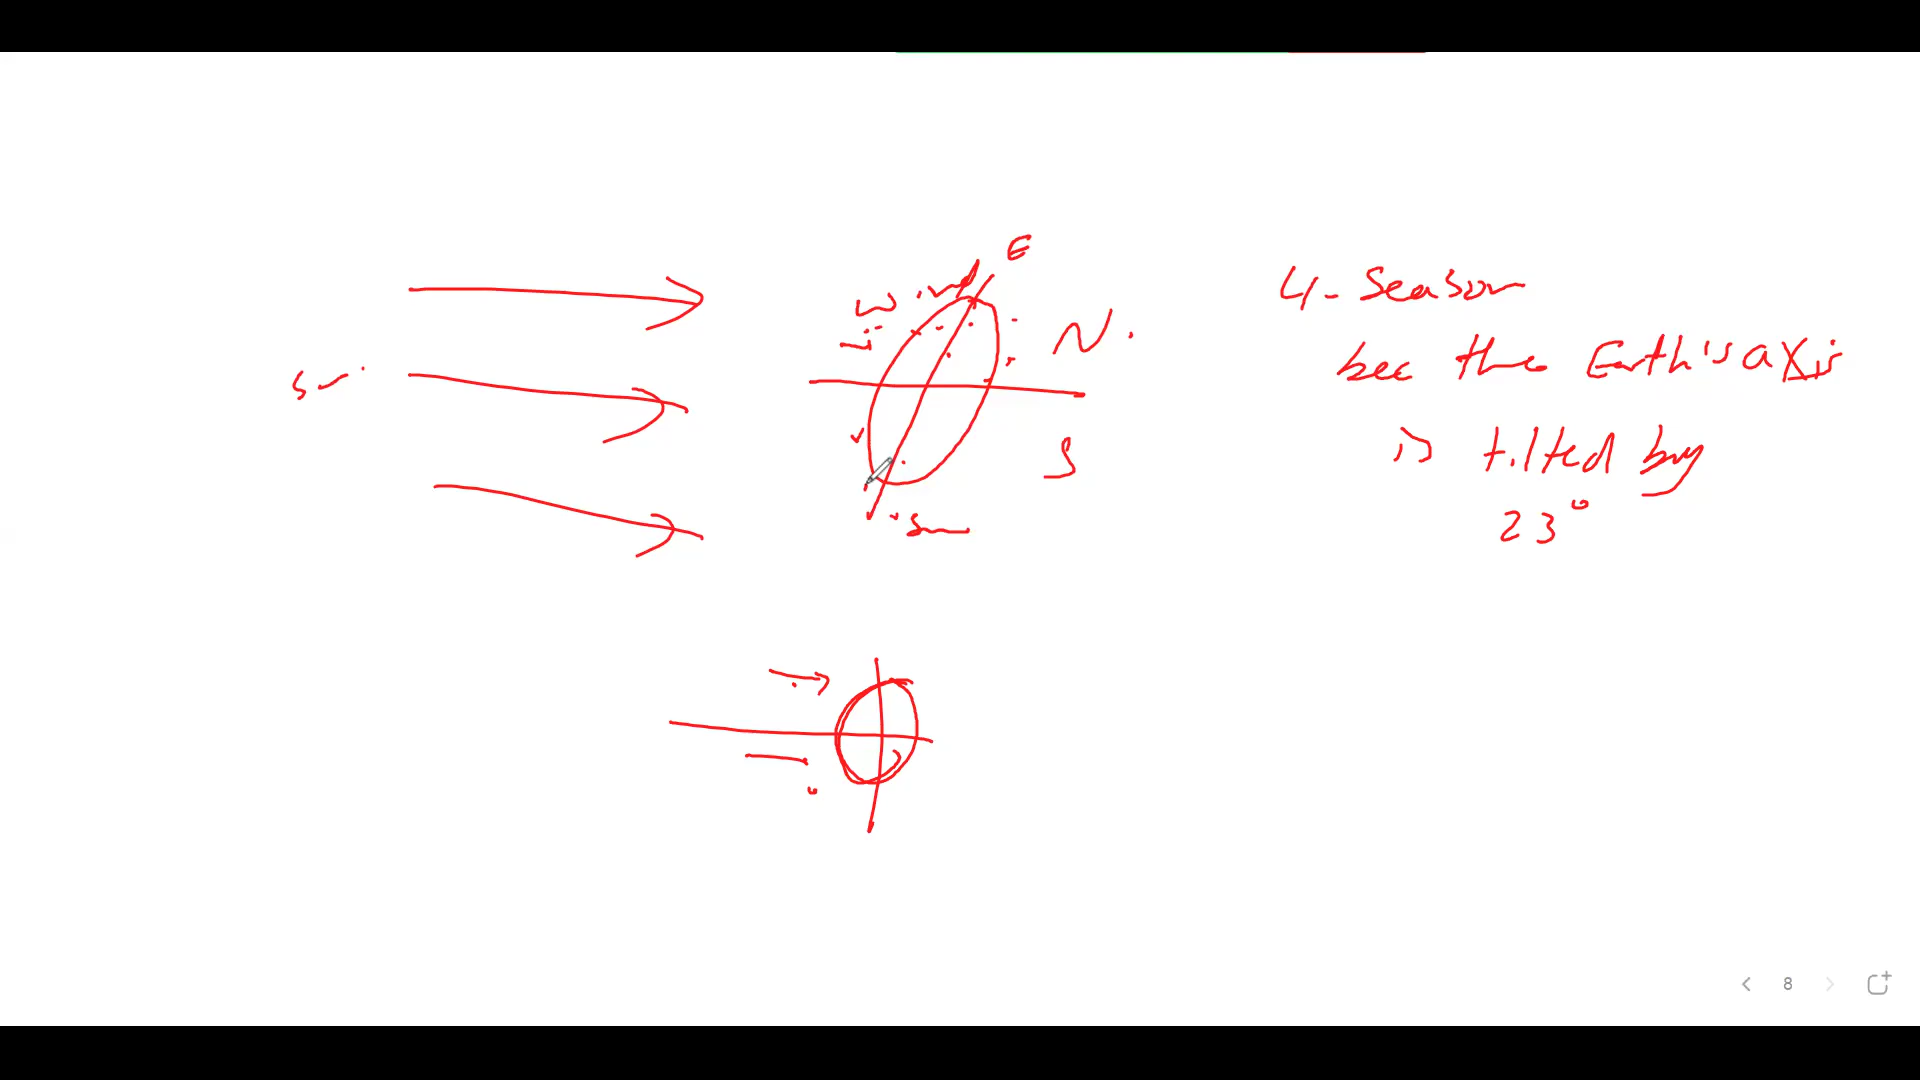 E
4 - Season
N.
bec the Earth's axis
S
is tilted by
23°
8